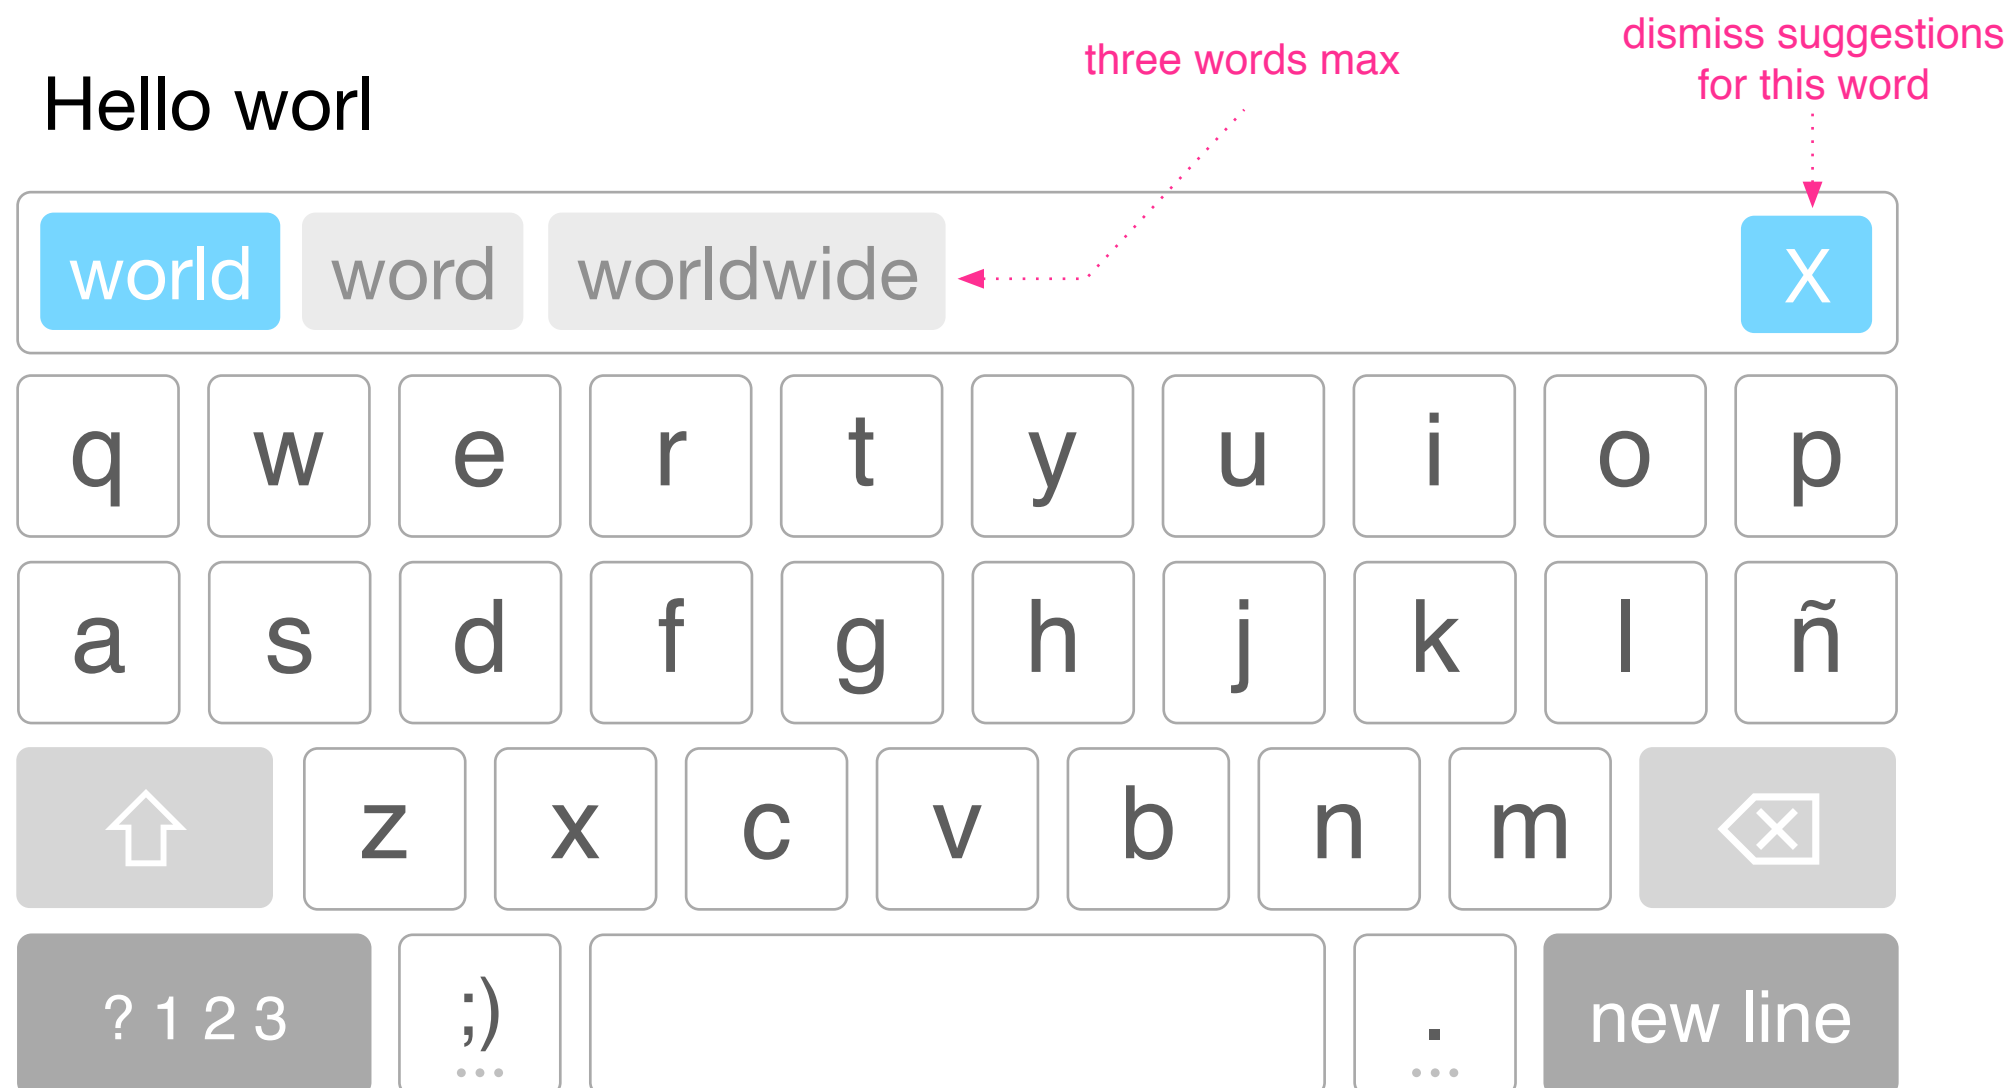 dismiss suggestions
for this word
three words max
Hello worl
world word worldwide X
q w e r t y u i o p
a s d f g h j k l ñ
z x c v b n m
? 1 2 3 ;) . new line